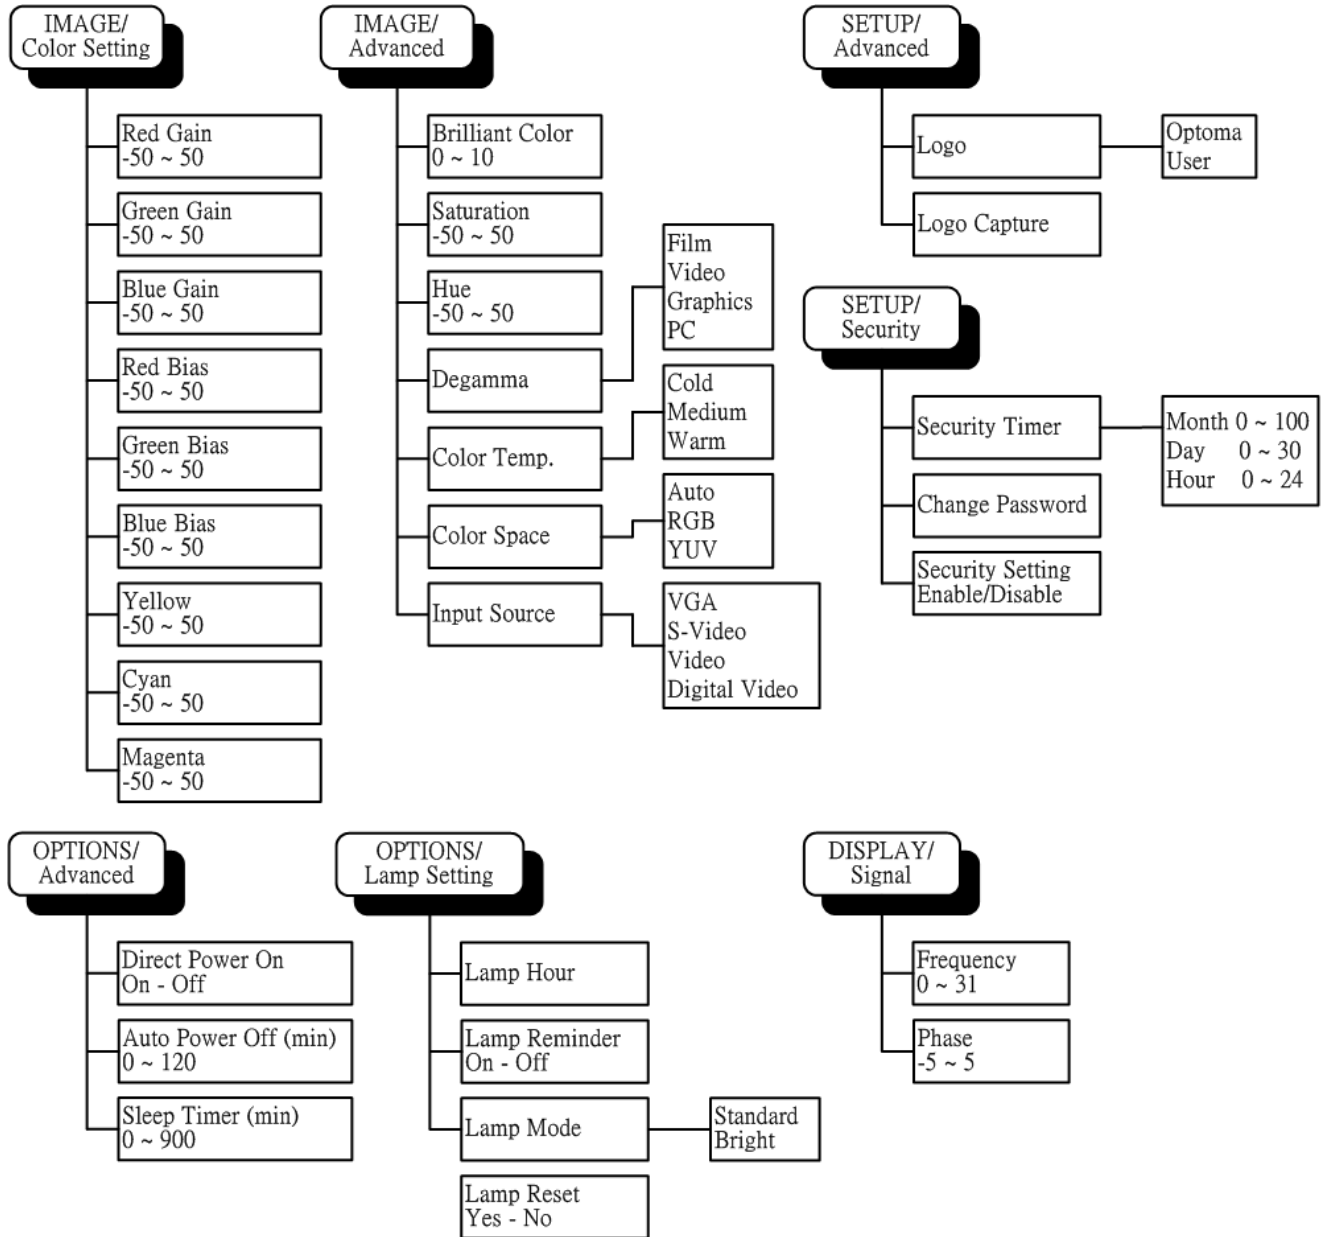 IMAGE/
Color Setting
Red Gain
-50 ~ 50
Green Gain
-50 ~ 50
Blue Gain
-50 ~ 50
Red Bias
-50 ~ 50
Green Bias
-50 ~ 50
Blue Bias
-50 ~ 50
Yellow
-50 ~ 50
Cyan
-50 ~ 50
Magenta
-50 ~ 50
IMAGE/
Advanced
Brilliant Color
0 ~ 10
Saturation
-50 ~ 50
Hue
-50 ~ 50
Degamma
Film
Video
Graphics
PC
Color Temp.
Cold
Medium
Warm
Color Space
Auto
RGB
YUV
Input Source
VGA
S-Video
Video
Digital Video
SETUP/
Advanced
Logo
Optoma
User
Logo Capture
SETUP/
Security
Security Timer
Month 0 ~ 100
Day 0 ~ 30
Hour 0 ~ 24
Change Password
Security Setting
Enable/Disable
OPTIONS/
Advanced
Direct Power On
On - Off
Auto Power Off (min)
0 ~ 120
Sleep Timer (min)
0 ~ 900
OPTIONS/
Lamp Setting
Lamp Hour
Lamp Reminder
On - Off
Lamp Mode
Standard
Bright
Lamp Reset
Yes - No
DISPLAY/
Signal
Frequency
0 ~ 31
Phase
-5 ~ 5